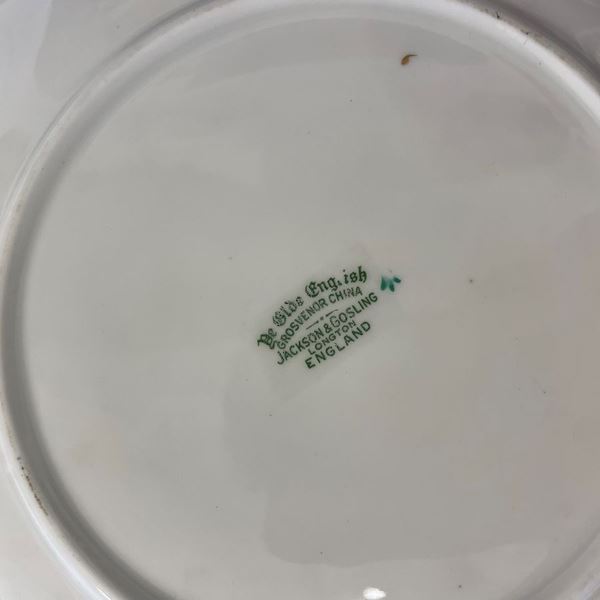 Ye Olde English
GROSVENOR CHINA
JACKSON & GOSLING
LONGTON
ENGLAND